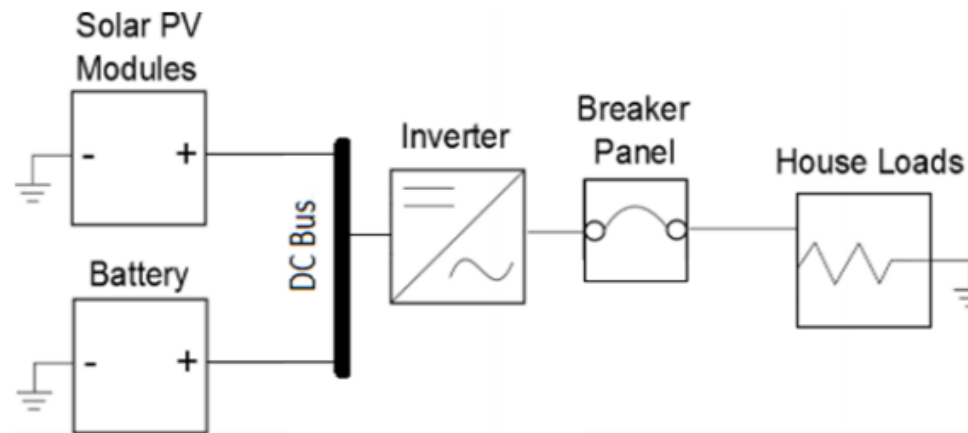 Solar PV
Modules
- +
Battery
- +
DC Bus
Inverter
Breaker
Panel
House Loads